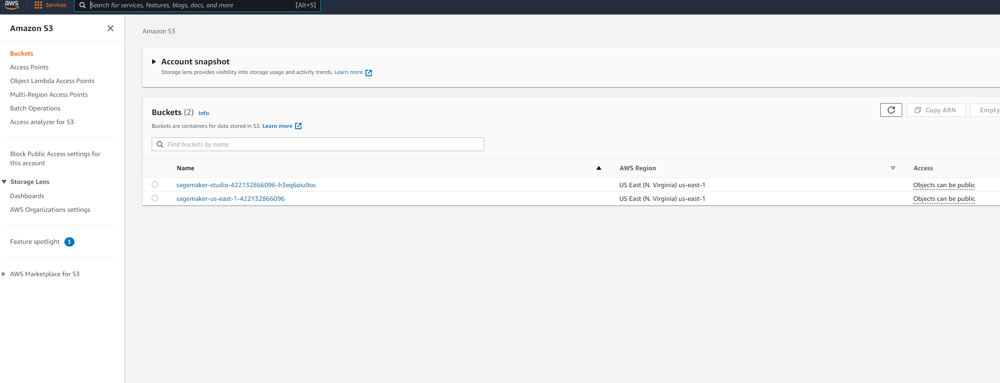 aws
Services
Search for services, features, blogs, docs, and more
[Alt+S]
Amazon S3
Buckets
Access Points
Object Lambda Access Points
Multi-Region Access Points
Batch Operations
Access analyzer for S3
Block Public Access settings for
this account
Storage Lens
Dashboards
AWS Organizations settings
Feature spotlight 3
AWS Marketplace for S3
Amazon S3
Account snapshot
Storage lens provides visibility into storage usage and activity trends. Learn more
Buckets (2) Info
Copy ARN
Empty
Buckets are containers for data stored in S3. Learn more
Find buckets by name
Name AWS Region Access
sagemaker-studio-422132866096-h3eq6oiu9os US East (N. Virginia) us-east-1 Objects can be public
sagemaker-us-east-1-422132866096 US East (N. Virginia) us-east-1 Objects can be public